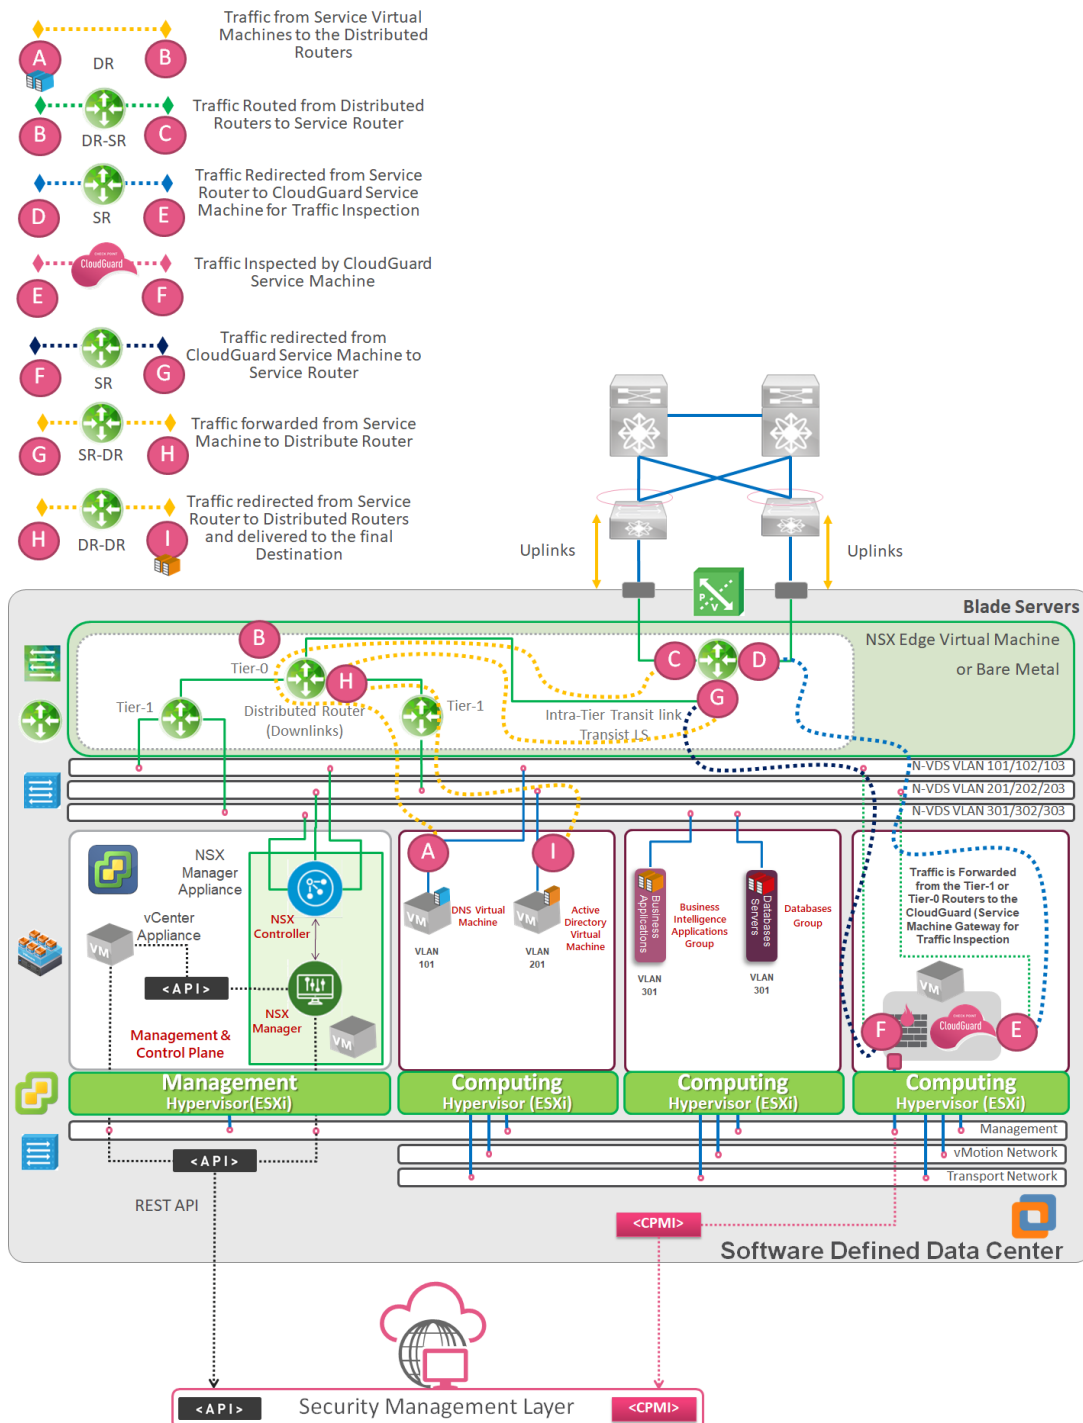 Traffic from Service Virtual
Machines to the Distributed
Routers
A
DR
B
Traffic Routed from Distributed
Routers to Service Router
B
DR-SR
C
Traffic Redirected from Service
Router to CloudGuard Service
Machine for Traffic Inspection
D
SR
E
CHECK POINT
CloudGuard
Traffic Inspected by CloudGuard
Service Machine
E
F
Traffic redirected from
CloudGuard Service Machine to
Service Router
F
SR
G
Traffic forwarded from Service
Machine to Distribute Router
G
SR-DR
H
Traffic redirected from Service
Router to Distributed Routers
and delivered to the final
Destination
H
DR-DR
I
Uplinks
Uplinks
P
V
Blade Servers
NSX Edge Virtual Machine
or Bare Metal
B
Tier-0
C
D
H
G
Tier-1
Tier-1
Distributed Router
(Downlinks)
Intra-Tier Transit link
Transist LS
N-VDS VLAN 101/102/103
N-VDS VLAN 201/202/203
N-VDS VLAN 301/302/303
NSX
Manager
Appliance
vCenter
Appliance
VM
NSX
Controller
<API>
NSX
Manager
VM
Management &
Control Plane
A
I
VM
DNS Virtual
Machine
VLAN
101
VM
Active
Directory
Virtual
Machine
VLAN
201
Business
Applications
Business
Intelligence
Applications
Group
VLAN
301
Databases
Servers
Databases
Group
VLAN
301
Traffic is Forwarded
from the Tier-1 or
Tier-0 Routers to the
CloudGuard (Service
Machine Gateway for
Traffic Inspection
VM
F
CHECK POINT
CloudGuard
E
Management
Hypervisor(ESXi)
Computing
Hypervisor (ESXi)
Computing
Hypervisor (ESXi)
Computing
Hypervisor (ESXi)
Management
vMotion Network
Transport Network
<API>
REST API
<CPMI>
Software Defined Data Center
<API>
Security Management Layer
<CPMI>